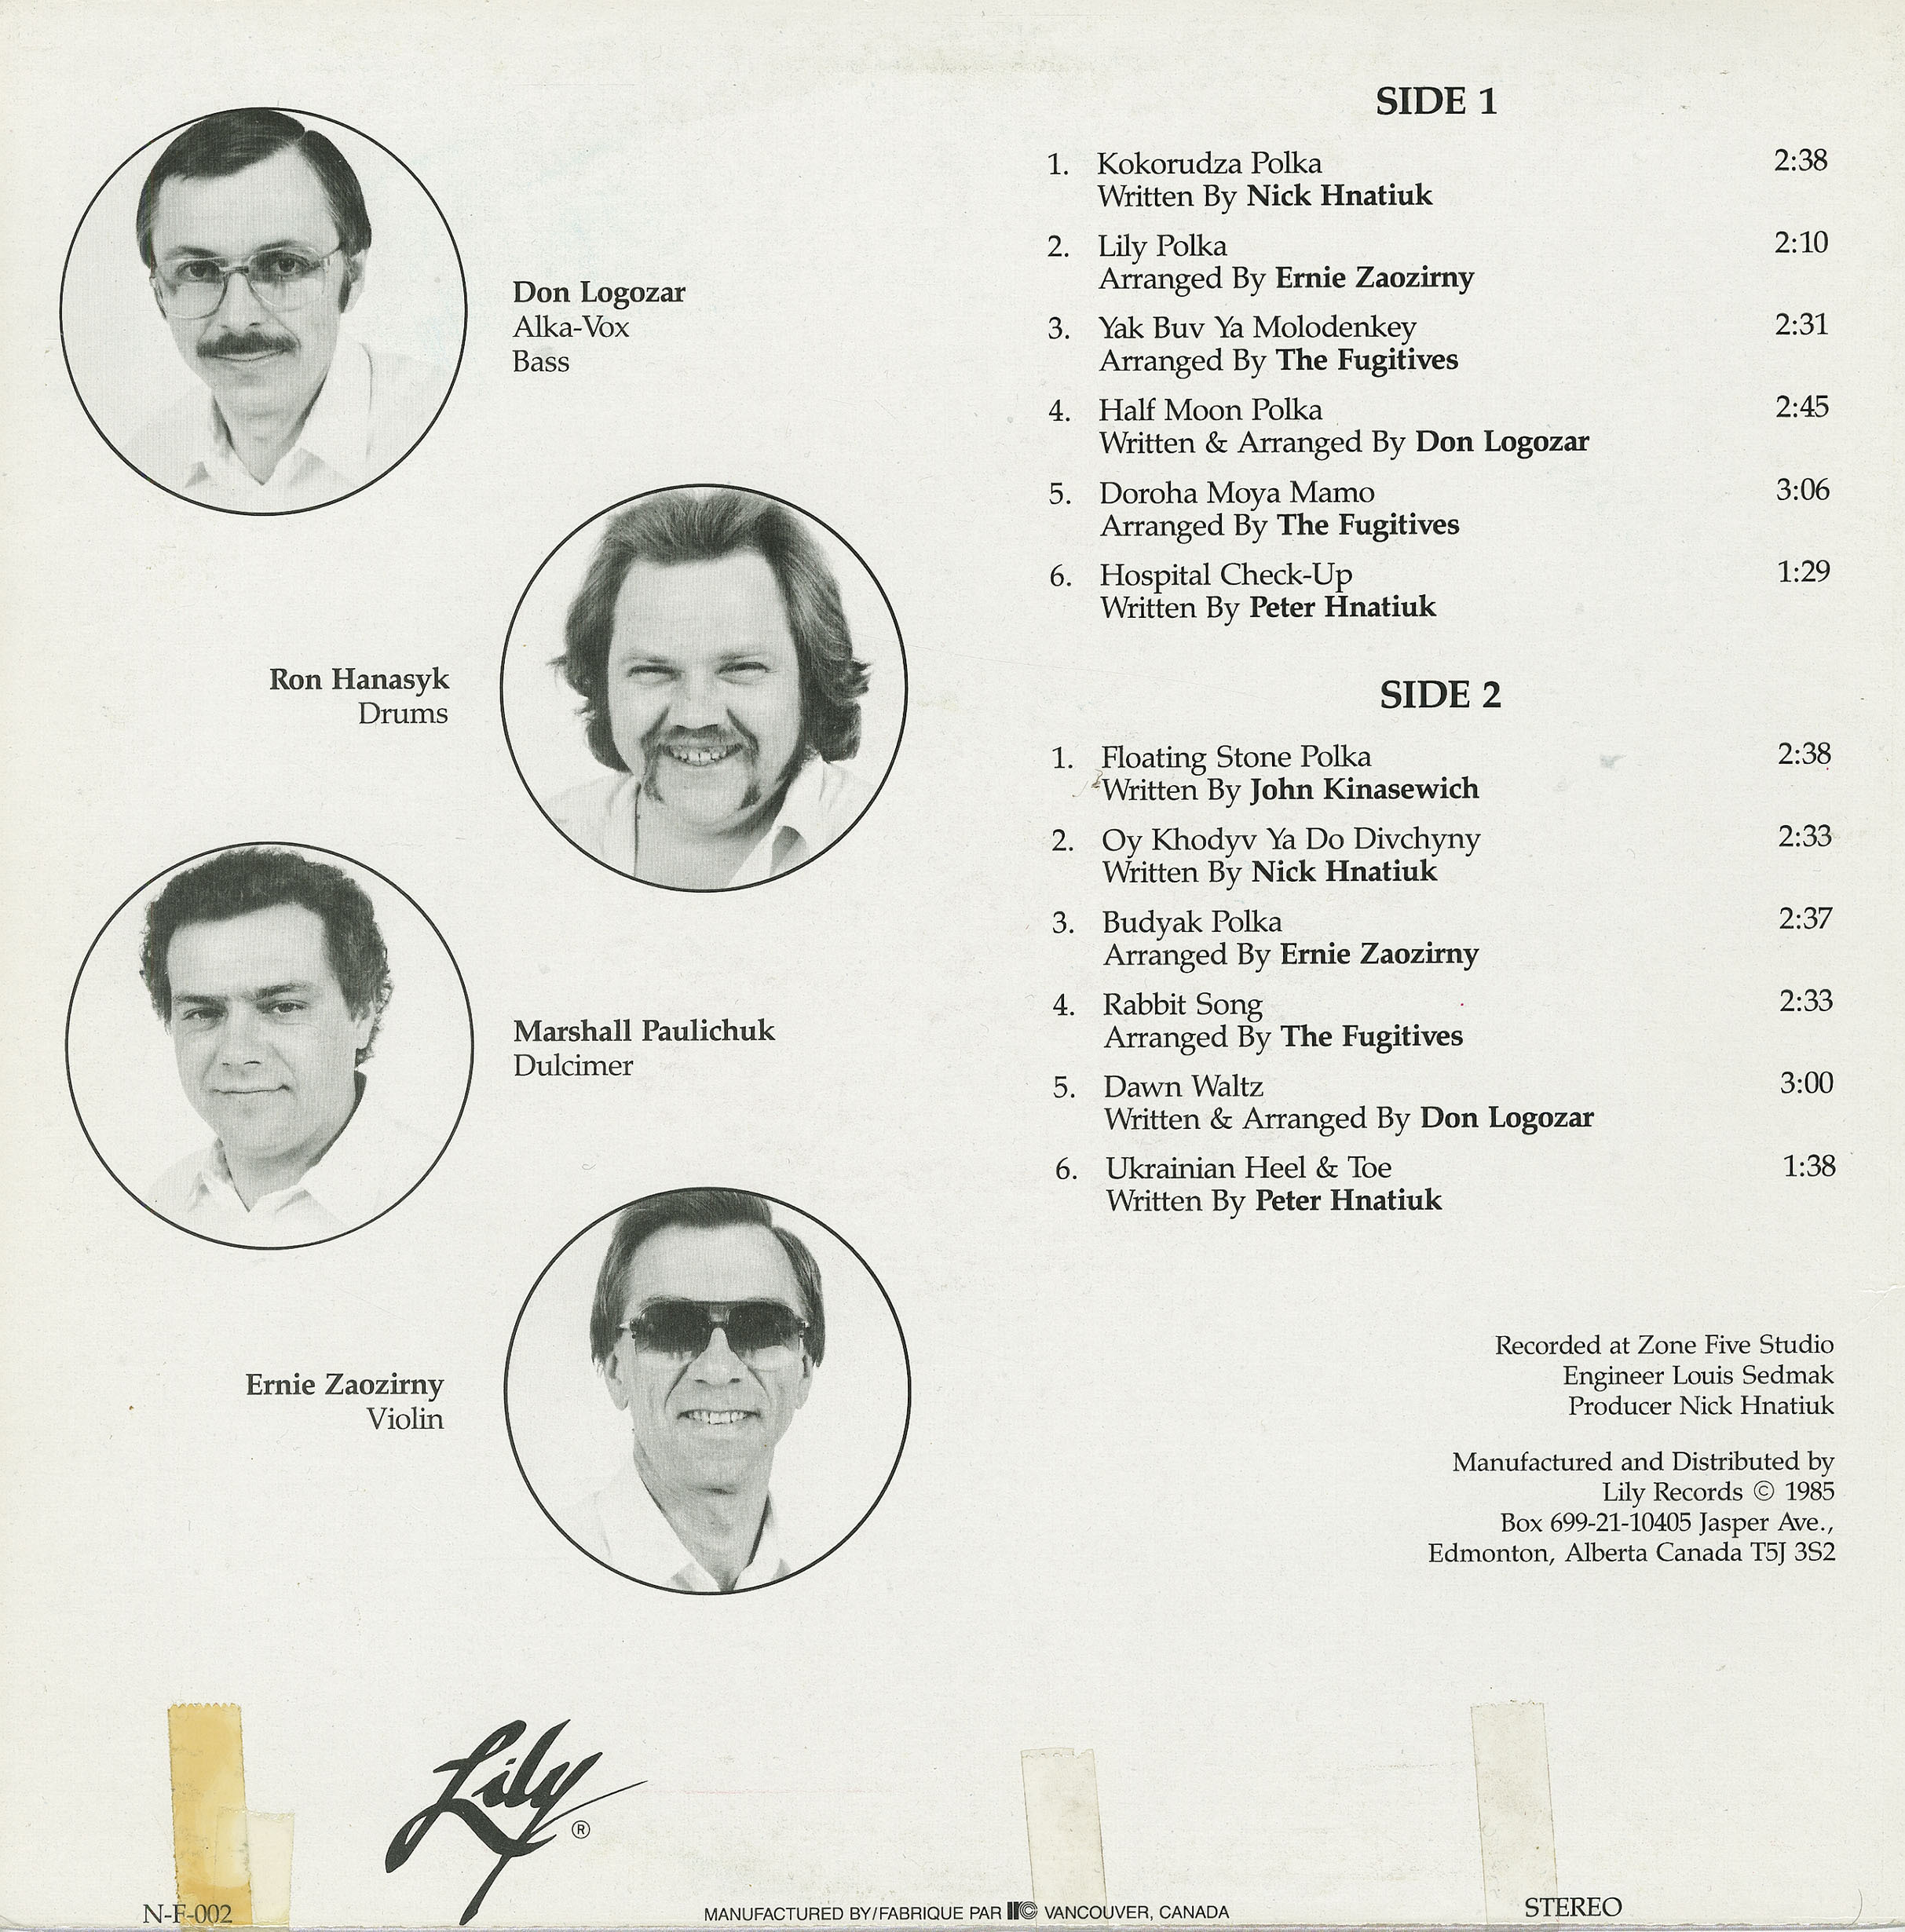 Don Logozar
Alka-Vox
Bass
Ron Hanasyk
Drums
Marshall Paulichuk
Dulcimer
Ernie Zaozirny
Violin
SIDE 1
1. Kokorudza Polka 2:38
Written By Nick Hnatiuk
2. Lily Polka 2:10
Arranged By Ernie Zaozirny
3. Yak Buv Ya Molodenkey 2:31
Arranged By The Fugitives
4. Half Moon Polka 2:45
Written & Arranged By Don Logozar
5. Doroha Moya Mamo 3:06
Arranged By The Fugitives
6. Hospital Check-Up 1:29
Written By Peter Hnatiuk
SIDE 2
1. Floating Stone Polka 2:38
Written By John Kinasewich
2. Oy Khodyv Ya Do Divchyny 2:33
Written By Nick Hnatiuk
3. Budyak Polka 2:37
Arranged By Ernie Zaozirny
4. Rabbit Song 2:33
Arranged By The Fugitives
5. Dawn Waltz 3:00
Written & Arranged By Don Logozar
6. Ukrainian Heel & Toe 1:38
Written By Peter Hnatiuk
Recorded at Zone Five Studio
Engineer Louis Sedmak
Producer Nick Hnatiuk
Manufactured and Distributed by
Lily Records © 1985
Box 699-21-10405 Jasper Ave.,
Edmonton, Alberta Canada T5J 3S2
Lily ®
N-F-002
MANUFACTURED BY/FABRIQUE PAR IRC VANCOUVER, CANADA
STEREO